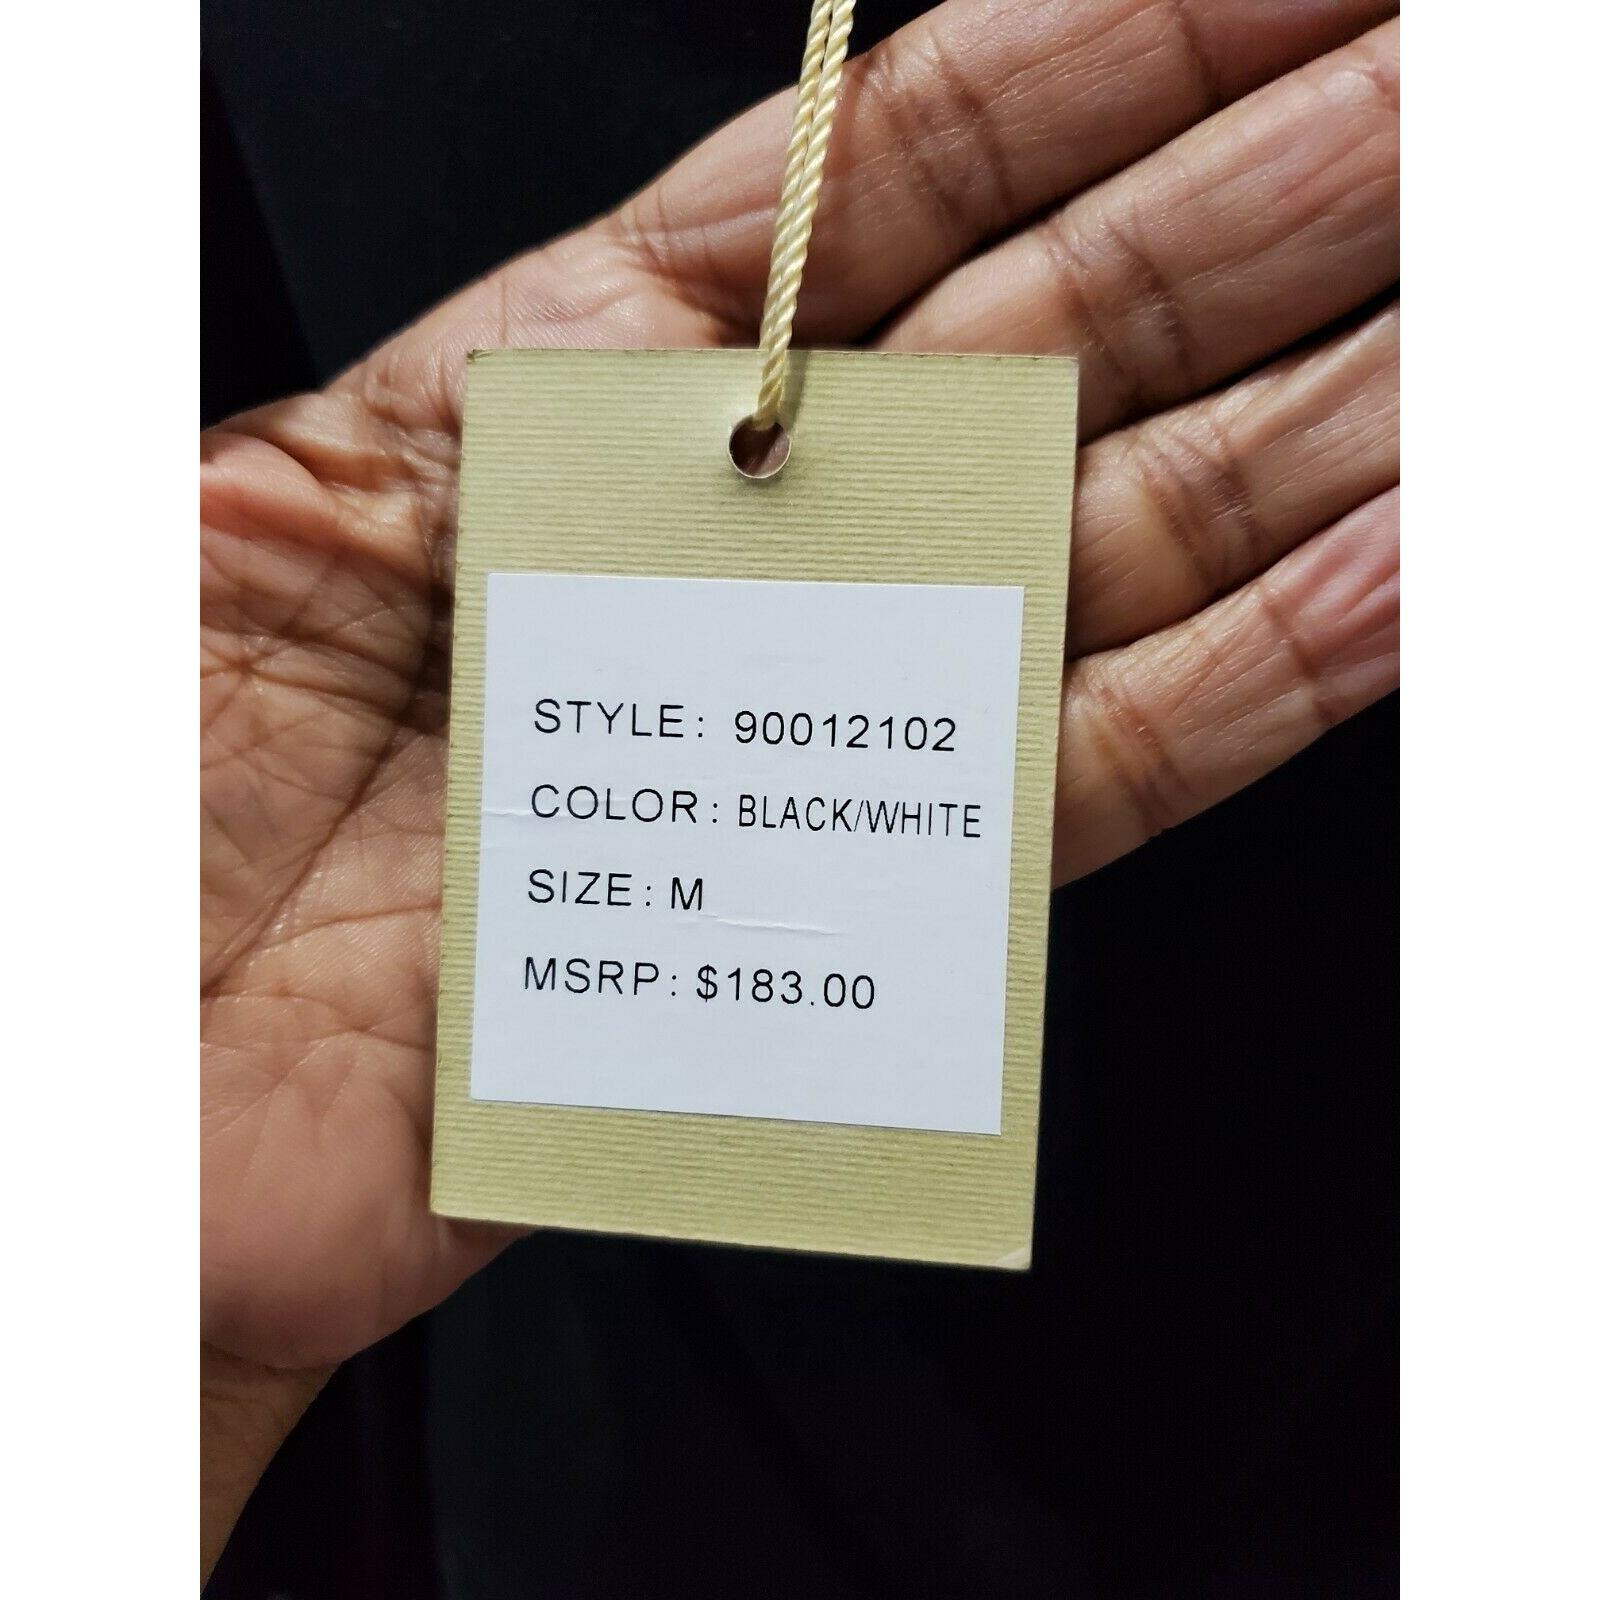 STYLE: 90012102
COLOR: BLACK/WHITE
SIZE: M
MSRP: $183.00